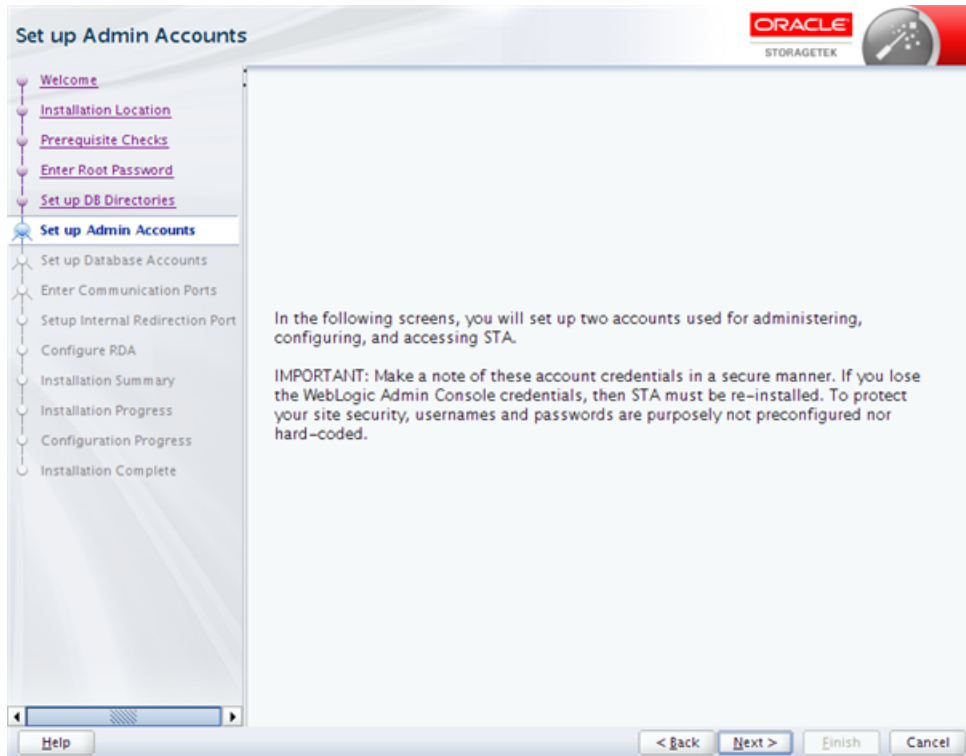 Set up Admin Accounts
ORACLE
STORAGETEK
Welcome
Installation Location
Prerequisite Checks
Enter Root Password
Set up DB Directories
Set up Admin Accounts
Set up Database Accounts
Enter Communication Ports
Setup Internal Redirection Port
Configure RDA
Installation Summary
Installation Progress
Configuration Progress
Installation Complete
In the following screens, you will set up two accounts used for administering,
configuring, and accessing STA.
IMPORTANT: Make a note of these account credentials in a secure manner. If you lose
the WebLogic Admin Console credentials, then STA must be re-installed. To protect
your site security, usernames and passwords are purposely not preconfigured nor
hard-coded.
Help
< Back
Next >
Finish
Cancel